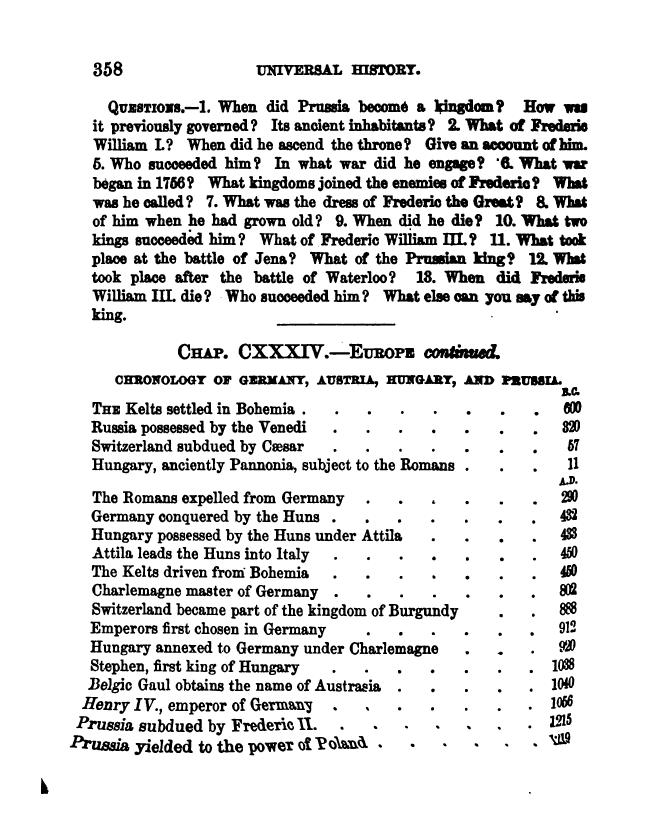 358 UNIVERSAL HISTORY.
QUESTIONS.—1. When did Prussia become a kingdom? How was
it previously governed? Its ancient inhabitants? 2. What of Frederic
William I.? When did he ascend the throne? Give an account of him.
5. Who succeeded him? In what war did he engage? 6. What war
began in 1756? What kingdoms joined the enemies of Frederic? What
was he called? 7. What was the dress of Frederic the Great? 8. What
of him when he had grown old? 9. When did he die? 10. What two
kings succeeded him? What of Frederic William III.? 11. What took
place at the battle of Jena? What of the Prussian king? 12. What
took place after the battle of Waterloo? 13. When did Frederic
William III. die? Who succeeded him? What else can you say of this
king.
CHAP. CXXXIV.—EUROPE continued.
CHRONOLOGY OF GERMANY, AUSTRIA, HUNGARY, AND PRUSSIA.
B.C.
THE Kelts settled in Bohemia . . . . . . . . 600
Russia possessed by the Venedi . . . . . . . 320
Switzerland subdued by Cæsar . . . . . . . 57
Hungary, anciently Pannonia, subject to the Romans . . . 11
A.D.
The Romans expelled from Germany . . . . . . 290
Germany conquered by the Huns . . . . . . . 432
Hungary possessed by the Huns under Attila . . . . 433
Attila leads the Huns into Italy . . . . . . . 450
The Kelts driven from Bohemia . . . . . . . 450
Charlemagne master of Germany . . . . . . . 802
Switzerland became part of the kingdom of Burgundy . . 888
Emperors first chosen in Germany . . . . . . 912
Hungary annexed to Germany under Charlemagne . . . 920
Stephen, first king of Hungary . . . . . . . 1038
Belgic Gaul obtains the name of Austrasia . . . . . 1040
Henry IV., emperor of Germany . . . . . . . 1056
Prussia subdued by Frederic II. . . . . . . . 1215
Prussia yielded to the power of Poland . . . . . .